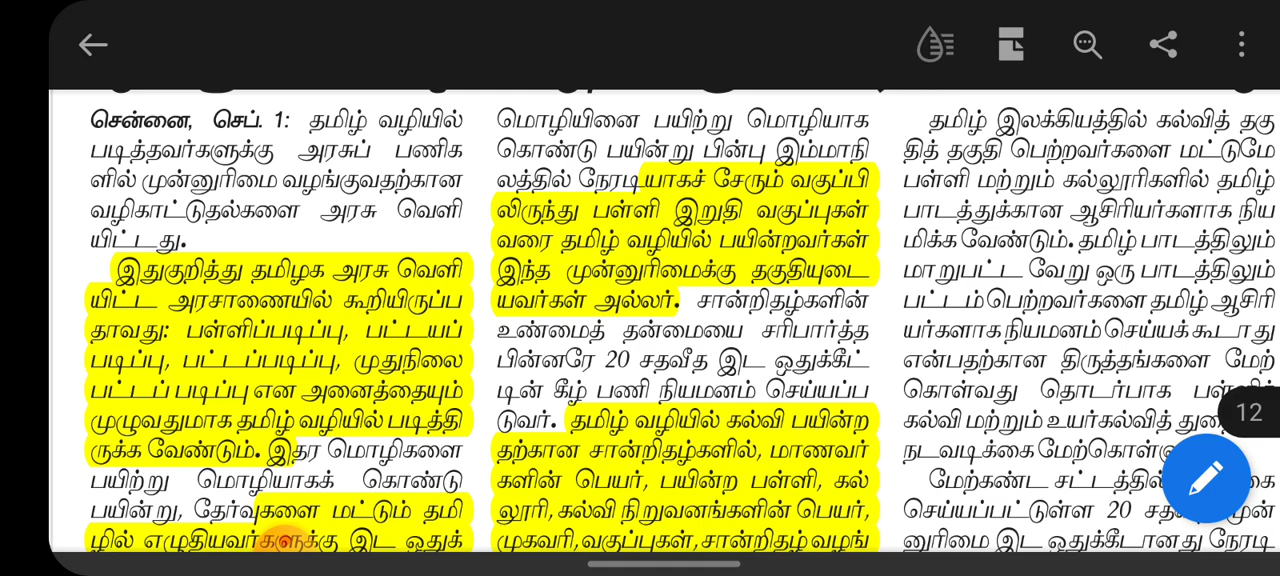 சென்னை, செப். 1: தமிழ் வழியில்
படித்தவர்களுக்கு அரசுப் பணிக
ளில் முன்னுரிமை வழங்குவதற்கான
வழிகாட்டுதல்களை அரசு வெளி
யிட்டது.
இதுகுறித்து தமிழக அரசு வெளி
யிட்ட அரசாணையில் கூறியிருப்ப
தாவது: பள்ளிப்படிப்பு, பட்டயப்
படிப்பு, பட்டப்படிப்பு, முதுநிலை
பட்டப் படிப்பு என அனைத்தையும்
முழுவதுமாக தமிழ் வழியில் படித்தி
ருக்க வேண்டும். இதர மொழிகளை
பயிற்று மொழியாகக் கொண்டு
பயின்று, தேர்வுகளை மட்டும் தமி
ழில் எழுதியவர்களுக்கு இட ஒதுக்
மொழியினை பயிற்று மொழியாக
கொண்டு பயின்று பின்பு இம்மாநி
லத்தில் நேரடியாகச் சேரும் வகுப்பி
லிருந்து பள்ளி இறுதி வகுப்புகள்
வரை தமிழ் வழியில் பயின்றவர்கள்
இந்த முன்னுரிமைக்கு தகுதியுடை
யவர்கள் அல்லர். சான்றிதழ்களின்
உண்மைத் தன்மையை சரிபார்த்த
பின்னரே 20 சதவீத இட ஒதுக்கீட்
டின் கீழ் பணி நியமனம் செய்யப்ப
டுவர். தமிழ் வழியில் கல்வி பயின்ற
தற்கான சான்றிதழ்களில், மாணவர்
களின் பெயர், பயின்ற பள்ளி, கல்
லூரி, கல்வி நிறுவனங்களின் பெயர்,
முகவரி, வகுப்புகள், சான்றிதழ் வழங்
தமிழ் இலக்கியத்தில் கல்வித் தகு
தித் தகுதி பெற்றவர்களை மட்டுமே
பள்ளி மற்றும் கல்லூரிகளில் தமிழ்
பாடத்துக்கான ஆசிரியர்களாக நிய
மிக்க வேண்டும். தமிழ் பாடத்திலும்
மாறுபட்ட வேறு ஒரு பாடத்திலும்
பட்டம் பெற்றவர்களை தமிழ் ஆசிரி
யர்களாக நியமனம் செய்யக் கூடாது
என்பதற்கான திருத்தங்களை மேற்
கொள்வது தொடர்பாக
கல்வி மற்றும் உயர்கல்வித்
நடவடிக்கை
மேற்கண்ட
செய்யப்பட்டுள்ள 20
னுரிமை இட ஒதுக்கீடானது நேரடி
12